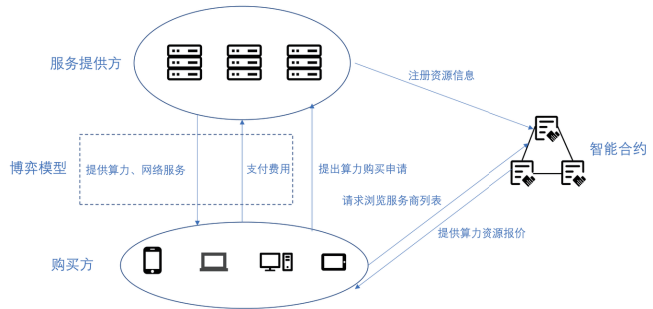 服务提供方
注册资源信息
智能合约
博弈模型
提供算力、网络服务
支付费用
提出算力购买申请
请求浏览服务商列表
提供算力资源报价
购买方